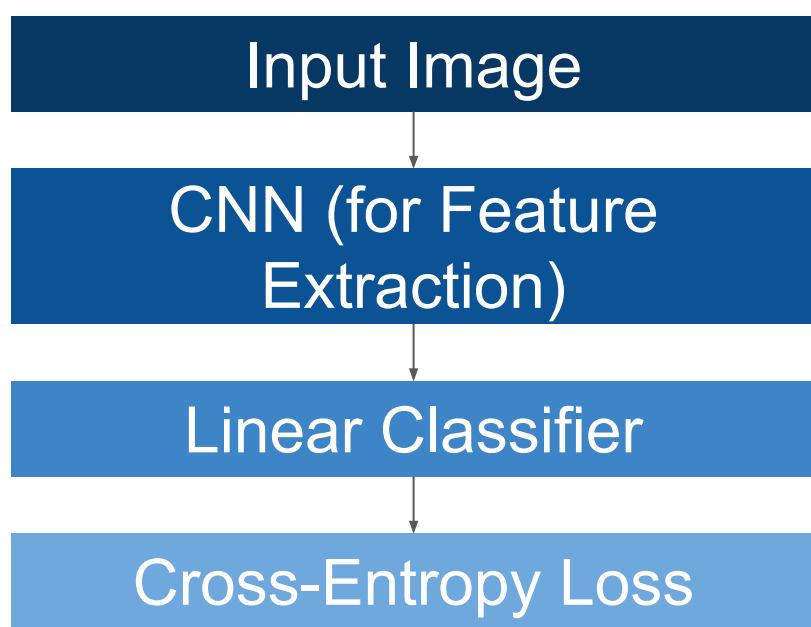 Input Image
CNN (for Feature
Extraction)
Linear Classifier
Cross-Entropy Loss